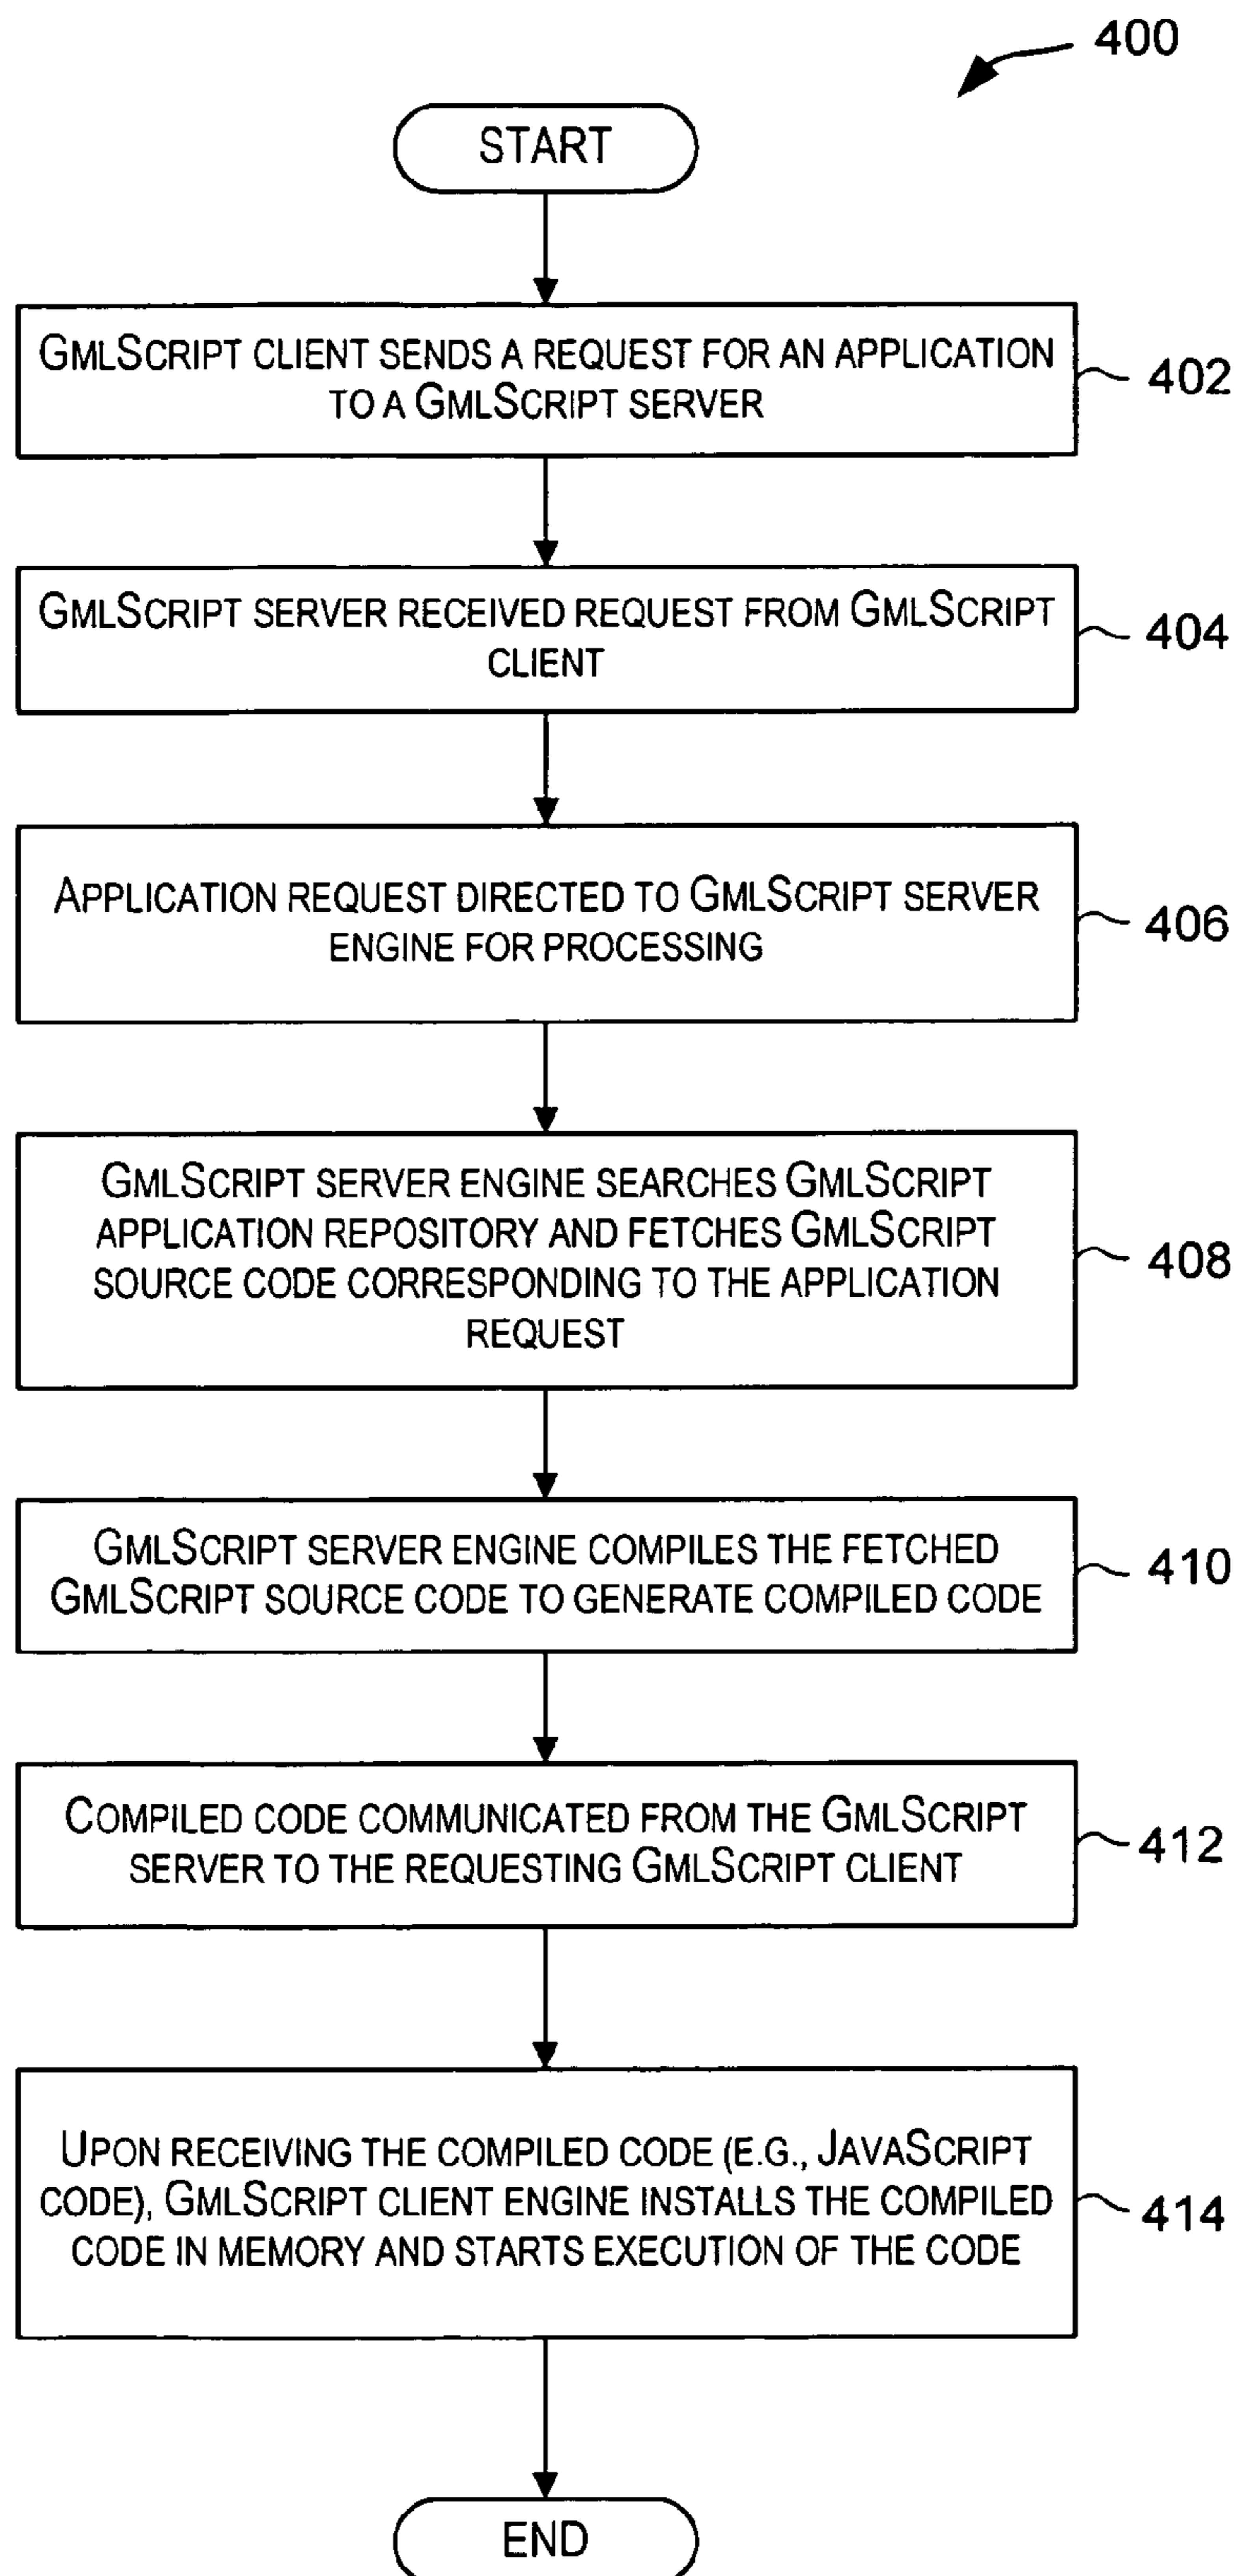 400
START
GMLSCRIPT CLIENT SENDS A REQUEST FOR AN APPLICATION
TO A GMLSCRIPT SERVER
402
GMLSCRIPT SERVER RECEIVED REQUEST FROM GMLSCRIPT
CLIENT
404
APPLICATION REQUEST DIRECTED TO GMLSCRIPT SERVER
ENGINE FOR PROCESSING
406
GMLSCRIPT SERVER ENGINE SEARCHES GMLSCRIPT
APPLICATION REPOSITORY AND FETCHES GMLSCRIPT
SOURCE CODE CORRESPONDING TO THE APPLICATION
REQUEST
408
GMLSCRIPT SERVER ENGINE COMPILES THE FETCHED
GMLSCRIPT SOURCE CODE TO GENERATE COMPILED CODE
410
COMPILED CODE COMMUNICATED FROM THE GMLSCRIPT
SERVER TO THE REQUESTING GMLSCRIPT CLIENT
412
UPON RECEIVING THE COMPILED CODE (E.G., JAVASCRIPT
CODE), GMLSCRIPT CLIENT ENGINE INSTALLS THE COMPILED
CODE IN MEMORY AND STARTS EXECUTION OF THE CODE
414
END